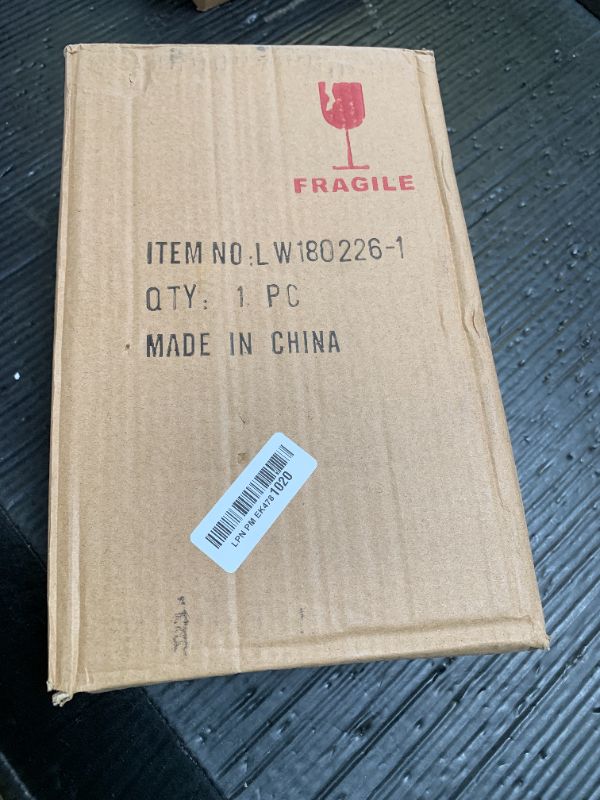 FRAGILE
ITEM NO:LW180226-1
QTY: 1 PC
MADE IN CHINA
LPN PM EK478 1020